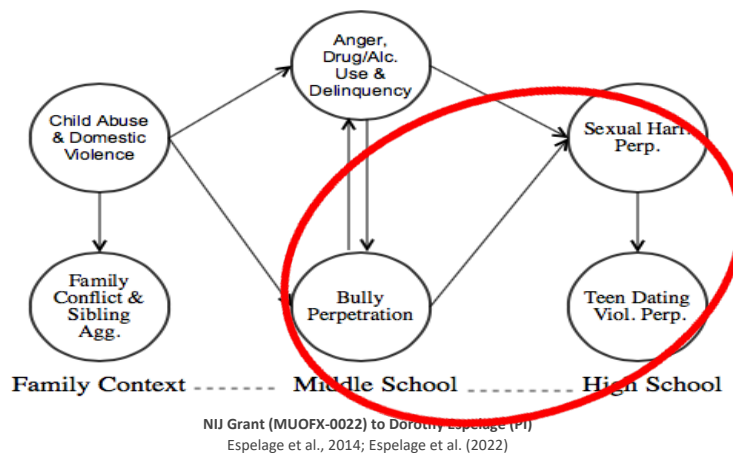 Anger,
Drug/Alc.
Use &
Delinquency
Child Abuse
& Domestic
Violence
Sexual Harr.
Perp.
Family
Conflict &
Sibling
Agg.
Bully
Perpetration
Teen Dating
Viol. Perp.
Family Context ------ Middle School ------ High School
NIJ Grant (MUOFX-0022) to Dorothy Espelage (PI)
Espelage et al., 2014; Espelage et al. (2022)